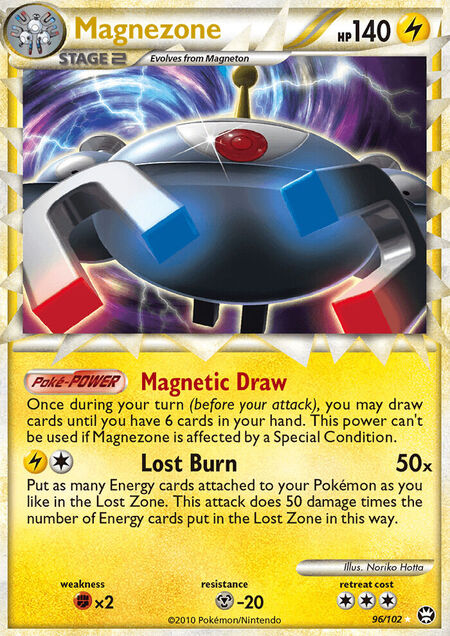 Magnezone HP140
STAGE 2 Evolves from Magneton
Poké-POWER Magnetic Draw
Once during your turn (before your attack), you may draw
cards until you have 6 cards in your hand. This power can't
be used if Magnezone is affected by a Special Condition.
Lost Burn 50x
Put as many Energy cards attached to your Pokémon as you
like in the Lost Zone. This attack does 50 damage times the
number of Energy cards put in the Lost Zone in this way.
Illus. Noriko Hotta
weakness resistance retreat cost
×2 -20
96/102
©2010 Pokémon/Nintendo